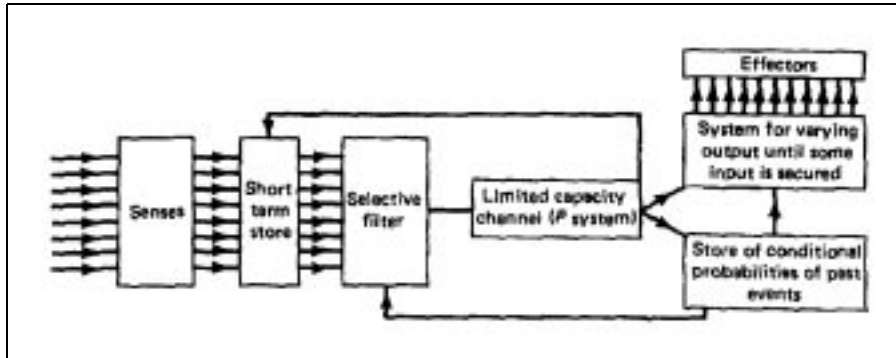 Senses
Short
term
store
Selective
filter
Limited capacity
channel (P system)
Effectors
System for varying
output until some
input is secured
Store of conditional
probabilities of past
events